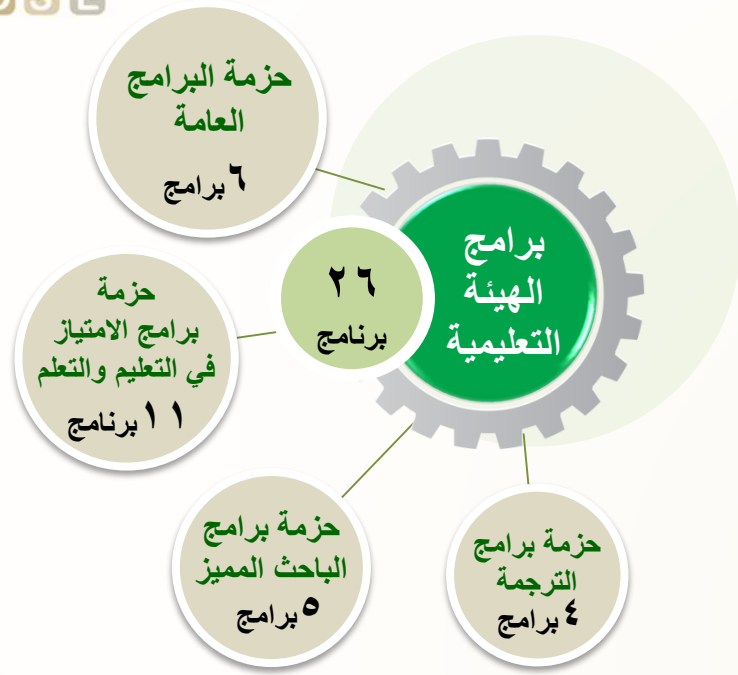 حزمة البرامج
العامة
٦ برامج
برامج
الهيئة
التعليمية
٢٦
برنامج
حزمة
برامج الامتياز
في التعليم والتعلم
١١ برنامج
حزمة برامج
الباحث المميز
٥ برامج
حزمة برامج
الترجمة
٤ برامج